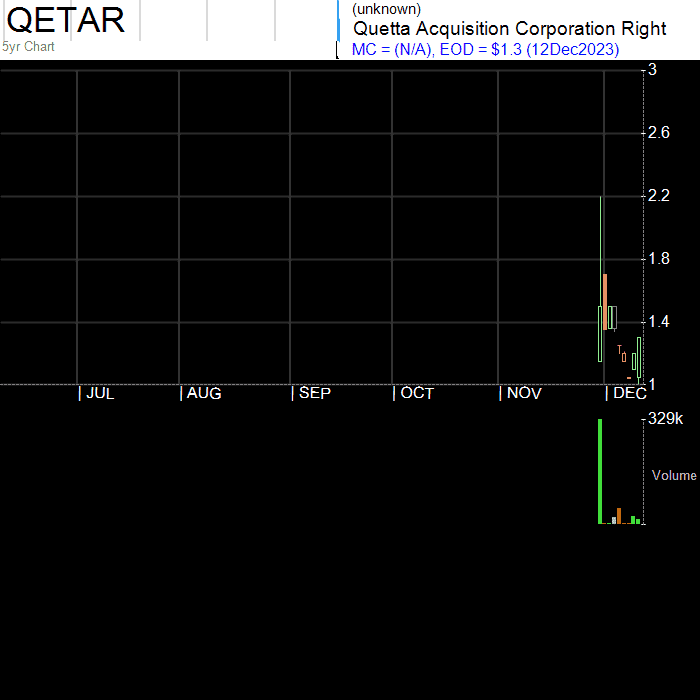 QETAR
5yr Chart
(unknown)
Quetta Acquisition Corporation Right
MC = (N/A), EOD = $1.3 (12Dec2023)
3
2.6
2.2
1.8
1.4
1
| JUL | AUG | SEP | OCT | NOV | DEC
329k
Volume